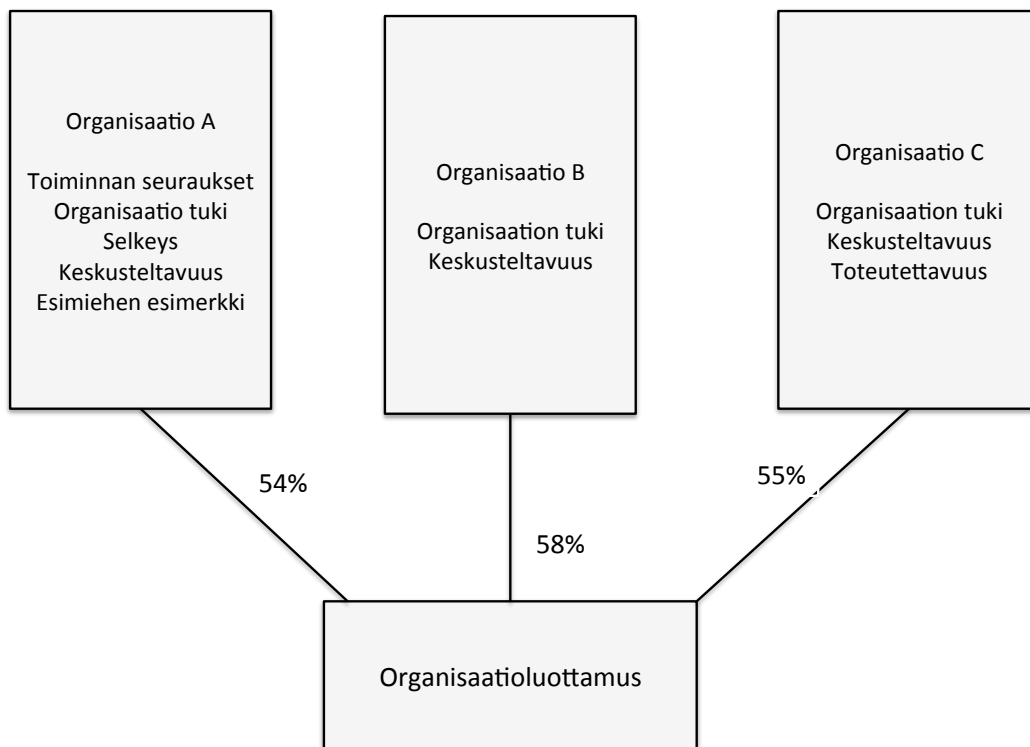 Organisaatio A
Toiminnan seuraukset
Organisaatio tuki
Selkeys
Keskusteltavuus
Esimiehen esimerkki
Organisaatio B
Organisaation tuki
Keskusteltavuus
Organisaatio C
Organisaation tuki
Keskusteltavuus
Toteutettavuus
54%
58%
55%
Organisaatioluottamus